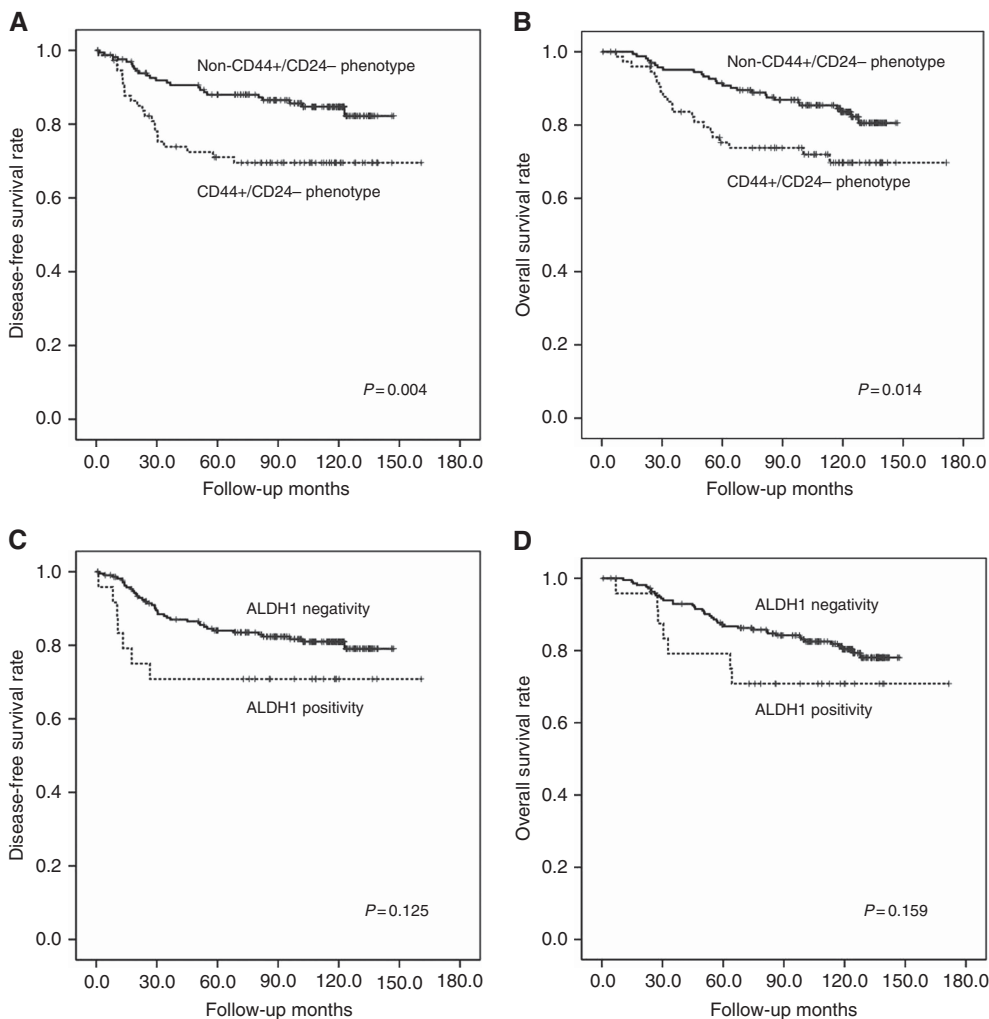 A
Disease-free survival rate
1.0
0.8
0.6
0.4
0.2
0.0
Non-CD44+/CD24– phenotype
CD44+/CD24– phenotype
P=0.004
0.0 30.0 60.0 90.0 120.0 150.0 180.0
Follow-up months
B
Overall survival rate
1.0
0.8
0.6
0.4
0.2
0.0
Non-CD44+/CD24– phenotype
CD44+/CD24– phenotype
P=0.014
0.0 30.0 60.0 90.0 120.0 150.0 180.0
Follow-up months
C
Disease-free survival rate
1.0
0.8
0.6
0.4
0.2
0.0
ALDH1 negativity
ALDH1 positivity
P=0.125
0.0 30.0 60.0 90.0 120.0 150.0 180.0
Follow-up months
D
Overall survival rate
1.0
0.8
0.6
0.4
0.2
0.0
ALDH1 negativity
ALDH1 positivity
P=0.159
0.0 30.0 60.0 90.0 120.0 150.0 180.0
Follow-up months